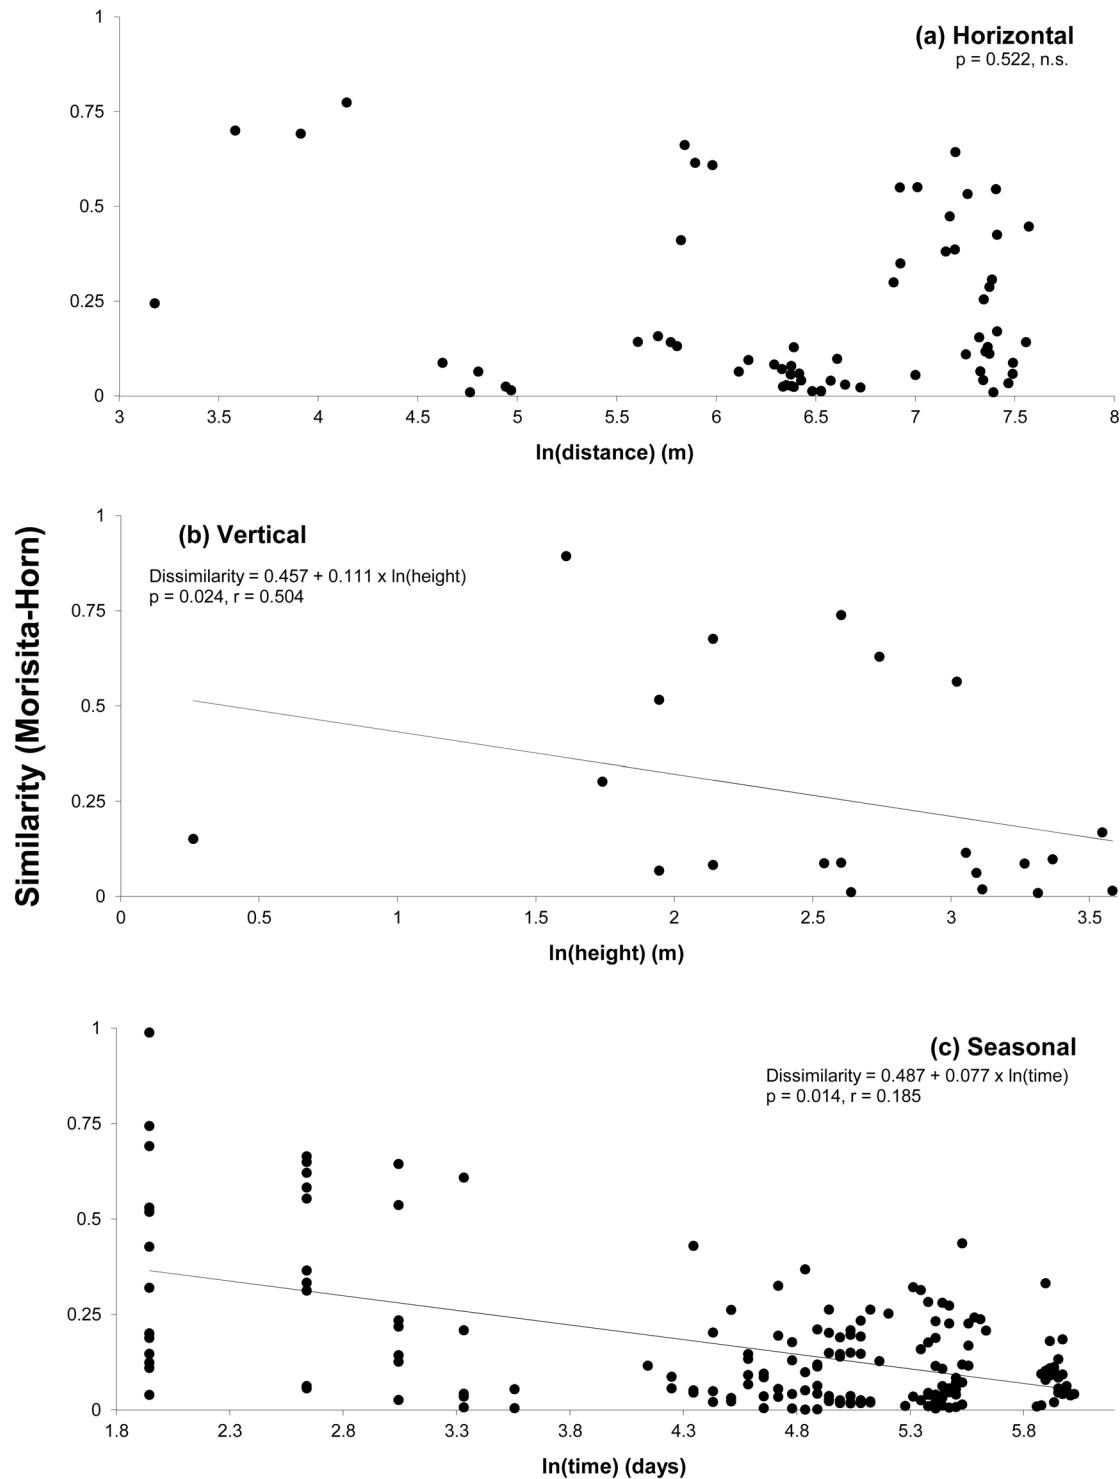 (a) Horizontal
p = 0.522, n.s.
1
0.75
0.5
0.25
0
3 3.5 4 4.5 5 5.5 6 6.5 7 7.5 8
ln(distance) (m)
Similarity (Morisita-Horn)
(b) Vertical
Dissimilarity = 0.457 + 0.111 x ln(height)
p = 0.024, r = 0.504
1
0.75
0.5
0.25
0
0 0.5 1 1.5 2 2.5 3 3.5
ln(height) (m)
(c) Seasonal
Dissimilarity = 0.487 + 0.077 x ln(time)
p = 0.014, r = 0.185
1
0.75
0.5
0.25
0
1.8 2.3 2.8 3.3 3.8 4.3 4.8 5.3 5.8
ln(time) (days)